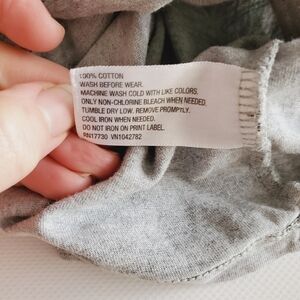 100% COTTON
WASH BEFORE WEAR.
MACHINE WASH COLD WITH LIKE COLORS.
ONLY NON-CHLORINE BLEACH WHEN NEEDED.
TUMBLE DRY LOW. REMOVE PROMPTLY.
COOL IRON WHEN NEEDED.
DO NOT IRON ON PRINT LABEL.
RN17730 VN1042782